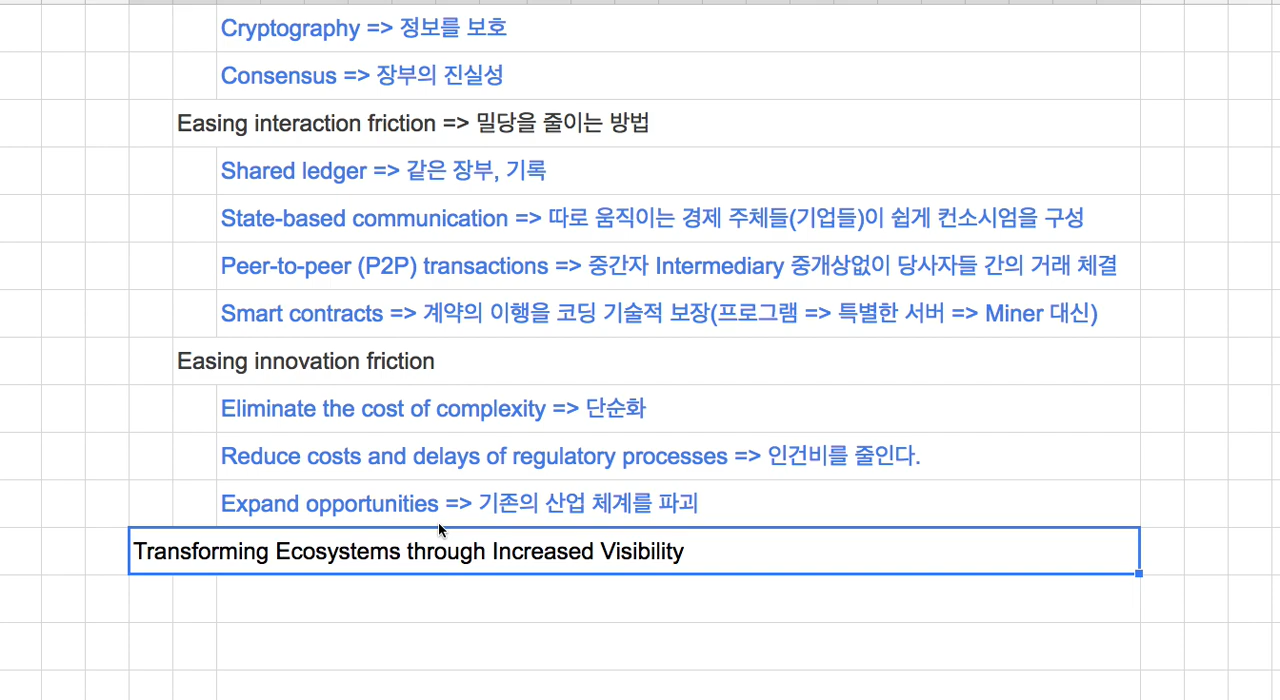 Cryptography => 정보를 보호
Consensus => 장부의 진실성
Easing interaction friction => 밀당을 줄이는 방법
Shared ledger => 같은 장부, 기록
State-based communication => 따로 움직이는 경제 주체들(기업들)이 쉽게 컨소시엄을 구성
Peer-to-peer (P2P) transactions => 중간자 Intermediary 중개상없이 당사자들 간의 거래 체결
Smart contracts => 계약의 이행을 코딩 기술적 보장(프로그램 => 특별한 서버 => Miner 대신)
Easing innovation friction
Eliminate the cost of complexity => 단순화
Reduce costs and delays of regulatory processes => 인건비를 줄인다.
Expand opportunities => 기존의 산업 체계를 파괴
Transforming Ecosystems through Increased Visibility